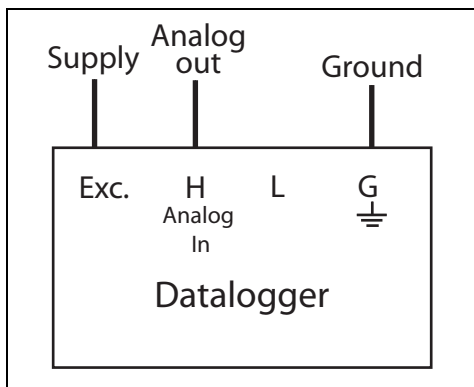 Supply
Analog
out
Ground
Exc.
H
L
G
Analog
In
Datalogger